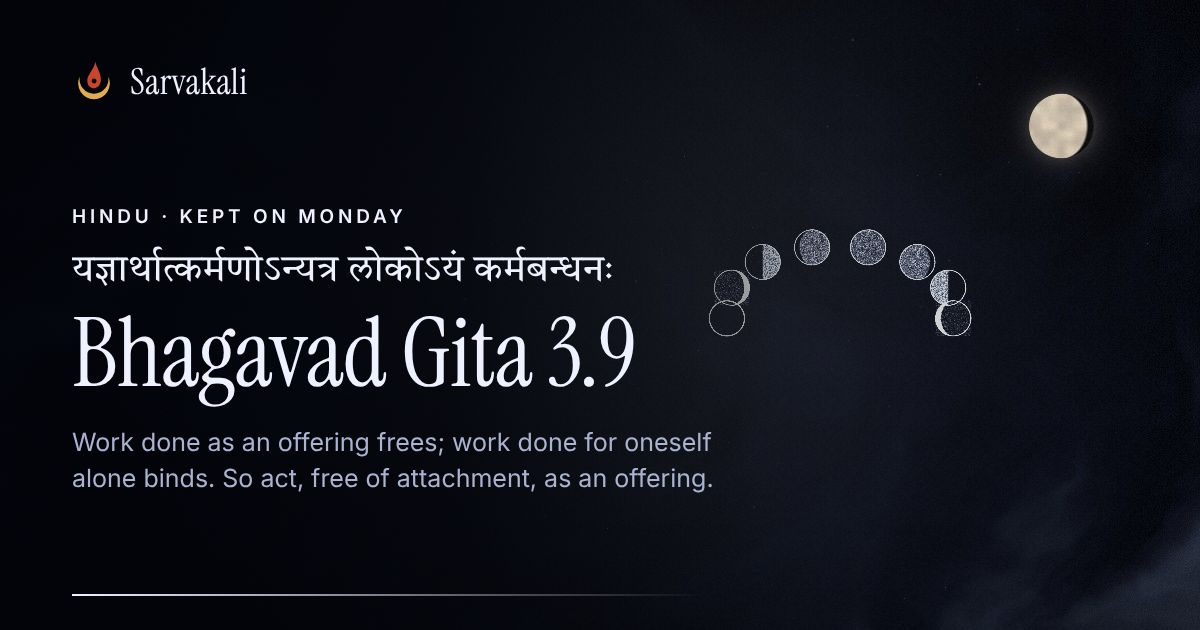 Sarvakali
HINDU · KEPT ON MONDAY
यज्ञार्थात्कर्मणोऽन्यत्र लोकोऽयं कर्मबन्धनः
Bhagavad Gita 3.9
Work done as an offering frees; work done for oneself
alone binds. So act, free of attachment, as an offering.